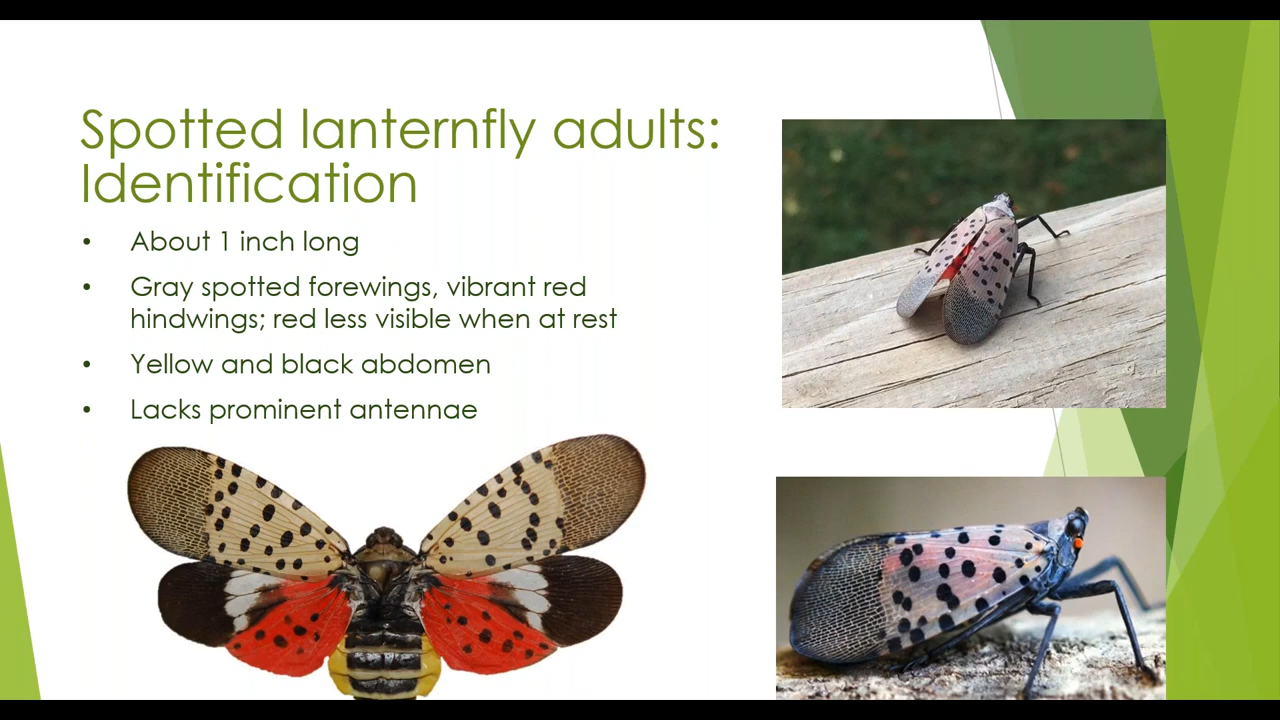 Spotted lanternfly adults:
Identification
• About 1 inch long
• Gray spotted forewings, vibrant red
hindwings; red less visible when at rest
• Yellow and black abdomen
• Lacks prominent antennae